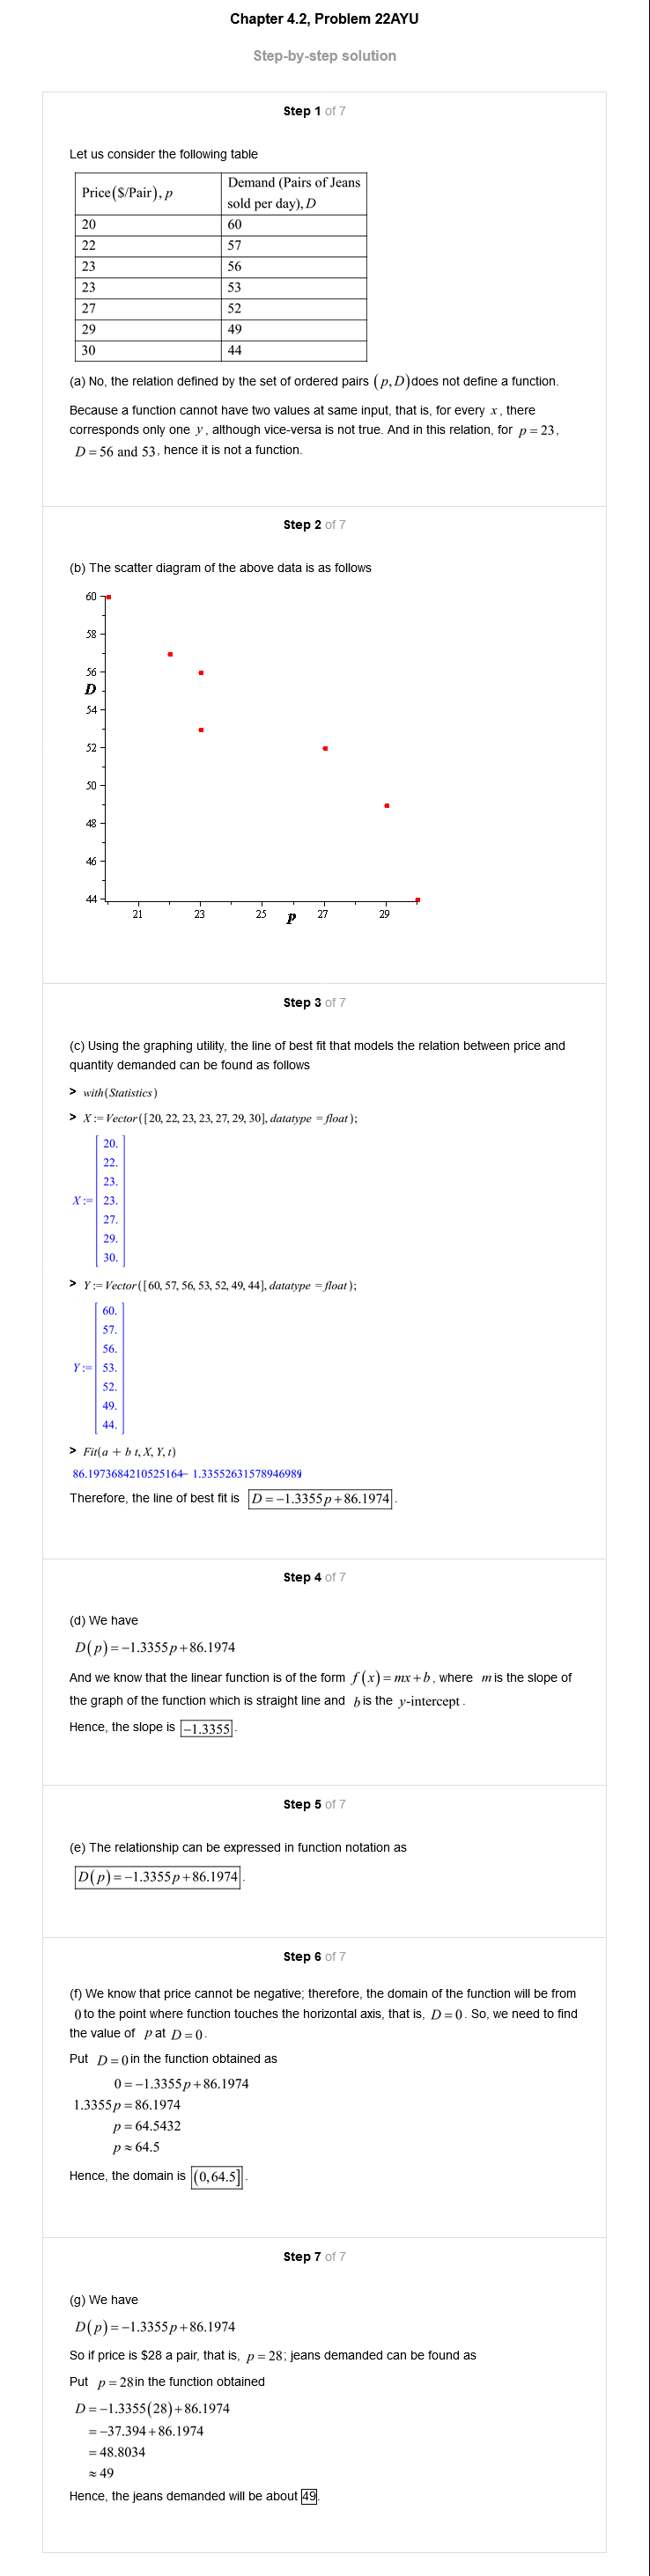 Chapter 4.2, Problem 22AYU
Step-by-step solution
Step 1 of 7
Let us consider the following table
Price($/Pair), p
Demand (Pairs of Jeans
sold per day), D
20 60
22 57
23 56
23 53
27 52
29 49
30 44
(a) No, the relation defined by the set of ordered pairs (p, D) does not define a function.
Because a function cannot have two values at same input, that is, for every x, there
corresponds only one y, although vice-versa is not true. And in this relation, for p = 23,
D = 56 and 53, hence it is not a function.
Step 2 of 7
(b) The scatter diagram of the above data is as follows
60
58
56
D
54
52
50
48
46
44
21 23 25 27 29
p
Step 3 of 7
(c) Using the graphing utility, the line of best fit that models the relation between price and
quantity demanded can be found as follows
> with(Statistics)
> X := Vector([20, 22, 23, 23, 27, 29, 30], datatype = float);
20.
22.
23.
X := 23.
27.
29.
30.
> Y := Vector([60, 57, 56, 53, 52, 49, 44], datatype = float);
60.
57.
56.
Y := 53.
52.
49.
44.
> Fit(a + b t, X, Y, t)
86.1973684210525164− 1.33552631578946989
Therefore, the line of best fit is D = −1.3355p + 86.1974.
Step 4 of 7
(d) We have
D(p) = −1.3355p + 86.1974
And we know that the linear function is of the form f(x) = mx + b, where m is the slope of
the graph of the function which is straight line and b is the y-intercept.
Hence, the slope is −1.3355.
Step 5 of 7
(e) The relationship can be expressed in function notation as
D(p) = −1.3355p + 86.1974.
Step 6 of 7
(f) We know that price cannot be negative; therefore, the domain of the function will be from
0 to the point where function touches the horizontal axis, that is, D = 0. So, we need to find
the value of p at D = 0.
Put D = 0 in the function obtained as
0 = −1.3355p + 86.1974
1.3355p = 86.1974
p = 64.5432
p ≈ 64.5
Hence, the domain is (0, 64.5].
Step 7 of 7
(g) We have
D(p) = −1.3355p + 86.1974
So if price is $28 a pair, that is, p = 28; jeans demanded can be found as
Put p = 28 in the function obtained
D = −1.3355(28) + 86.1974
= −37.394 + 86.1974
= 48.8034
≈ 49
Hence, the jeans demanded will be about 49.